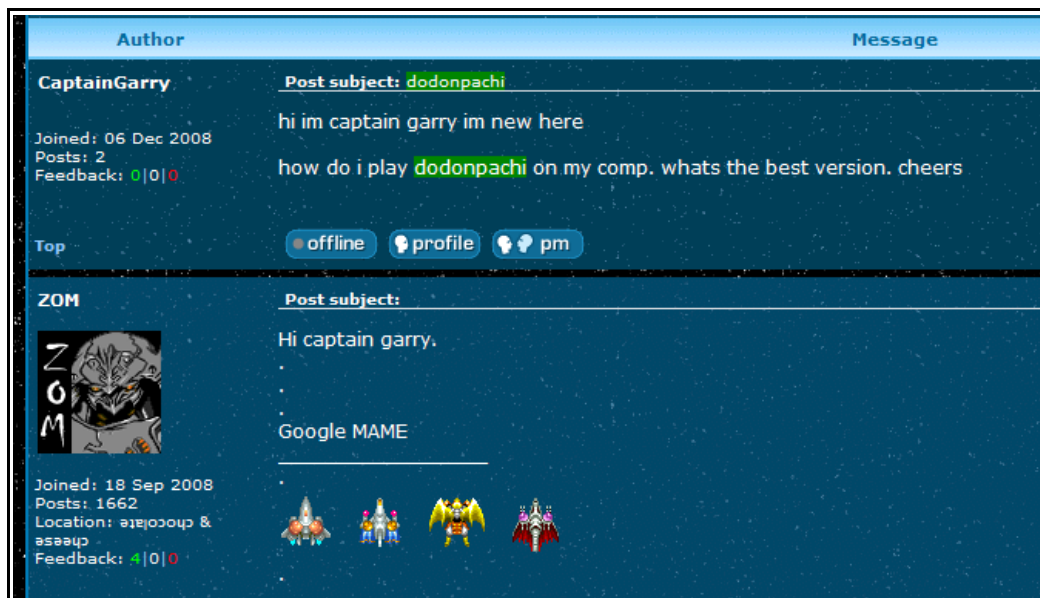 Author Message
CaptainGarry Post subject: dodonpachi
hi im captain garry im new here
Joined: 06 Dec 2008
Posts: 2
Feedback: 0|0|0
how do i play dodonpachi on my comp. whats the best version. cheers
Top offline profile pm
ZOM Post subject:
Hi captain garry.
.
.
.
Google MAME
ZOM
Joined: 18 Sep 2008
Posts: 1662
Location: ǝʇɐןoɔoɥɔ &
ǝsǝǝɥɔ
Feedback: 4|0|0
.
.